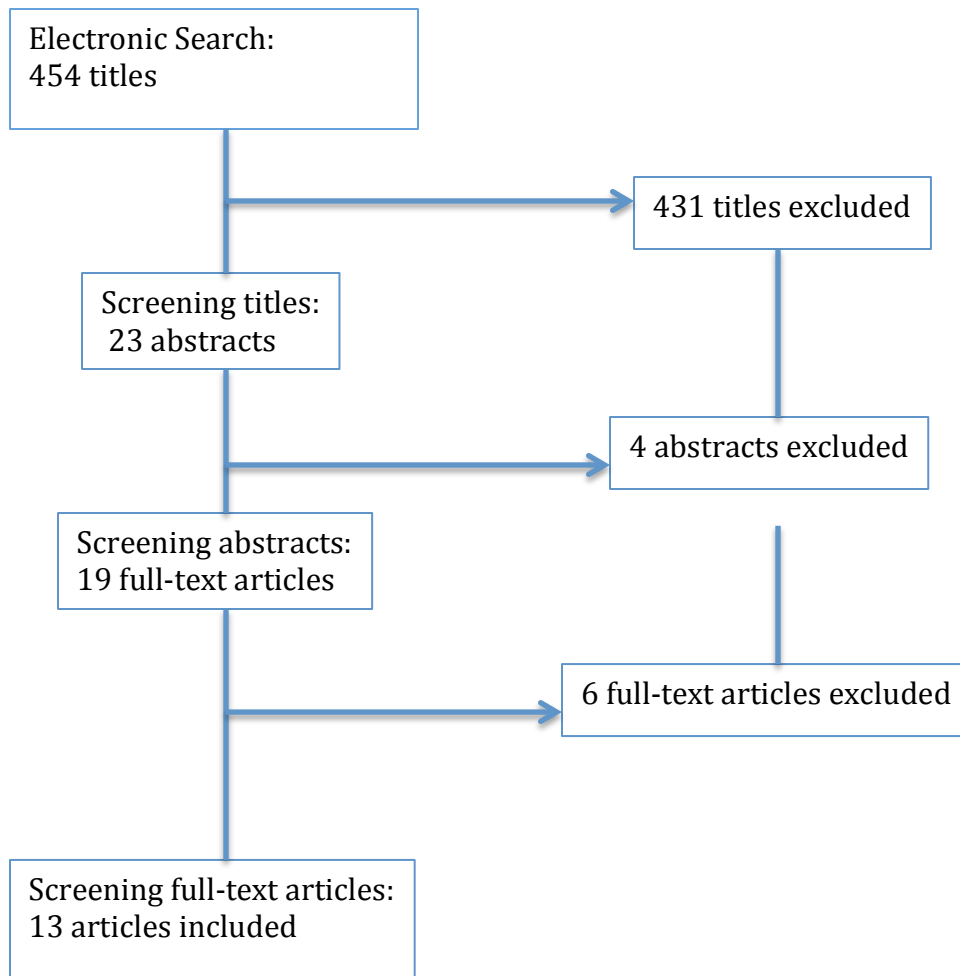 Electronic Search:
454 titles
431 titles excluded
Screening titles:
23 abstracts
4 abstracts excluded
Screening abstracts:
19 full-text articles
6 full-text articles excluded
Screening full-text articles:
13 articles included